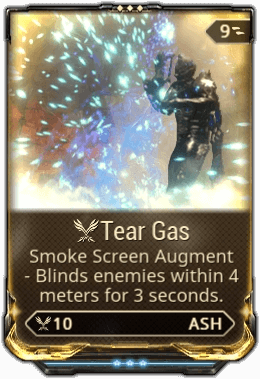 9
Tear Gas
Smoke Screen Augment
- Blinds enemies within 4
meters for 3 seconds.
10 ASH